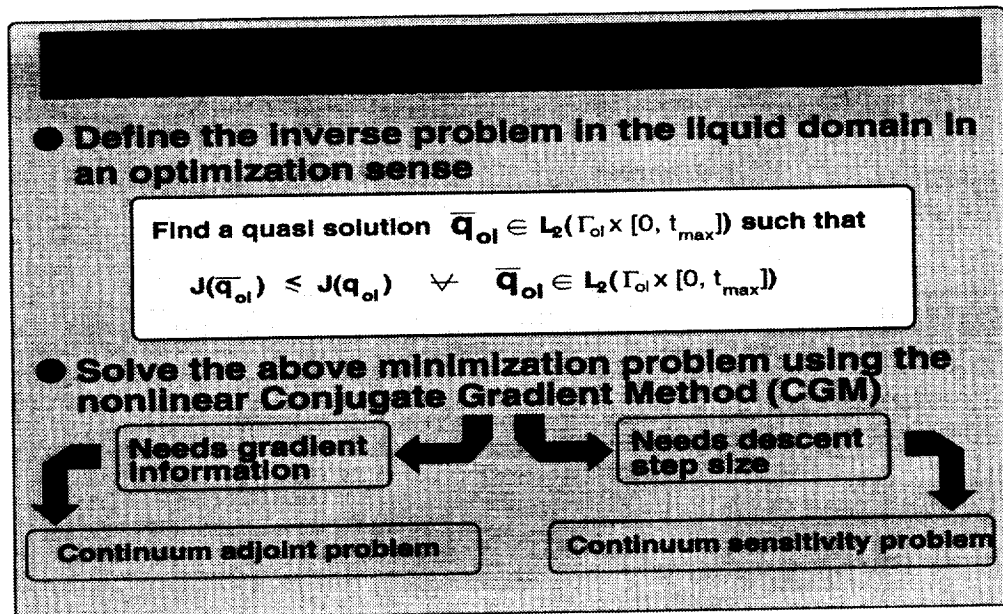 ● Define the inverse problem in the liquid domain in
an optimization sense
Find a quasi solution q̅ₒₗ ∈ L₂(Γₒₗ x [0, tₘₐₓ]) such that
J(q̅ₒₗ) ≤ J(qₒₗ) ∀ q̅ₒₗ ∈ L₂(Γₒₗ x [0, tₘₐₓ])
● Solve the above minimization problem using the
nonlinear Conjugate Gradient Method (CGM)
Needs gradient
information
Needs descent
step size
Continuum adjoint problem
Continuum sensitivity problem